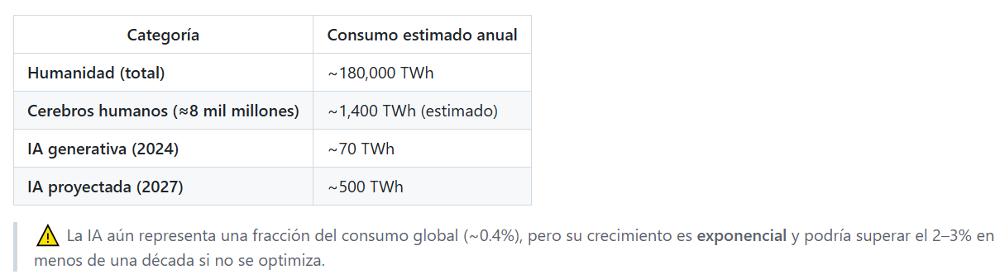 Categoría Consumo estimado anual
Humanidad (total) ~180,000 TWh
Cerebros humanos (≈8 mil millones) ~1,400 TWh (estimado)
IA generativa (2024) ~70 TWh
IA proyectada (2027) ~500 TWh
⚠️ La IA aún representa una fracción del consumo global (~0.4%), pero su crecimiento es exponencial y podría superar el 2–3% en
menos de una década si no se optimiza.